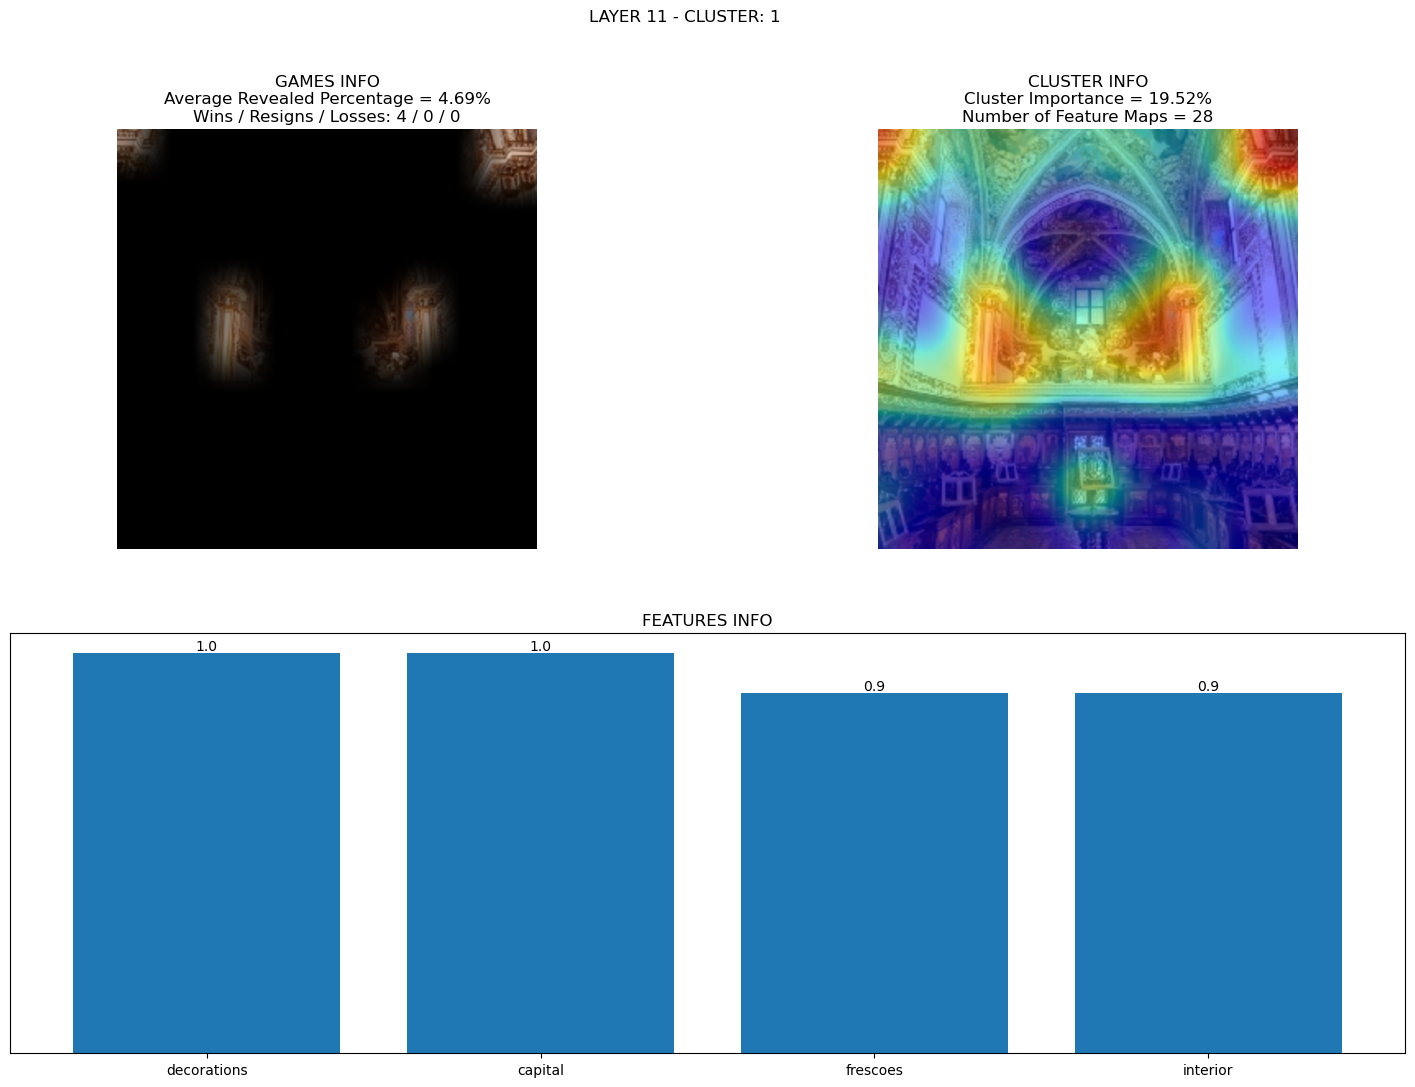 LAYER 11 - CLUSTER: 1
GAMES INFO
Average Revealed Percentage = 4.69%
Wins / Resigns / Losses: 4 / 0 / 0
CLUSTER INFO
Cluster Importance = 19.52%
Number of Feature Maps = 28
FEATURES INFO
1.0
1.0
0.9
0.9
decorations
capital
frescoes
interior